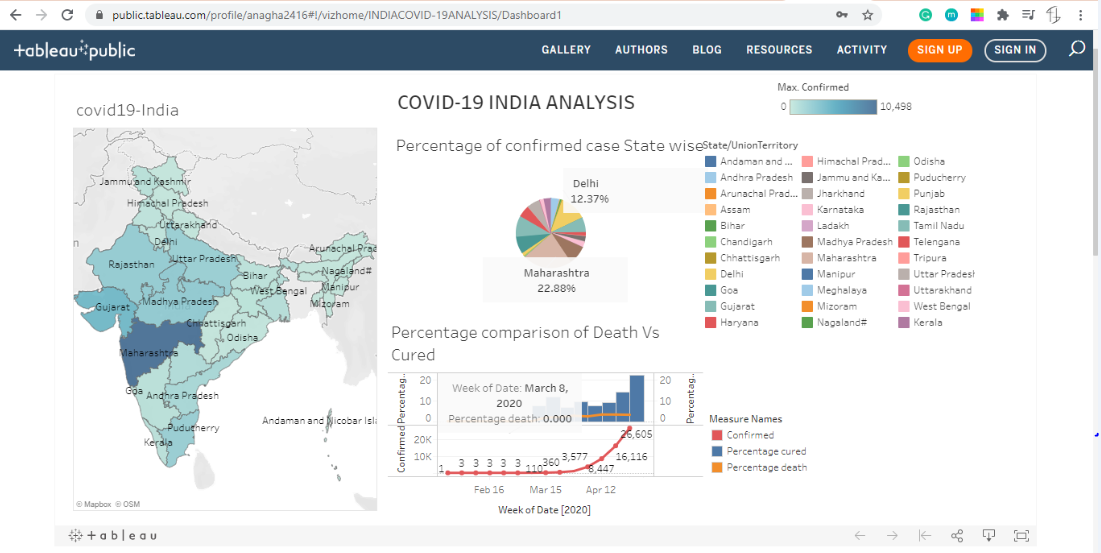 public.tableau.com/profile/anagha2416#!/vizhome/INDIACOVID-19ANALYSIS/Dashboard1
+ableau+public
GALLERY AUTHORS BLOG RESOURCES ACTIVITY SIGN UP SIGN IN
covid19-India
COVID-19 INDIA ANALYSIS
Max. Confirmed
0 10,498
Percentage of confirmed case State wise
Delhi
12.37%
Maharashtra
22.88%
State/UnionTerritory
Andaman and ... Himachal Prad... Odisha
Andhra Pradesh Jammu and Ka... Puducherry
Arunachal Prad... Jharkhand Punjab
Assam Karnataka Rajasthan
Bihar Ladakh Tamil Nadu
Chandigarh Madhya Pradesh Telengana
Chhattisgarh Maharashtra Tripura
Delhi Manipur Uttar Pradesh
Goa Meghalaya Uttarakhand
Gujarat Mizoram West Bengal
Haryana Nagaland# Kerala
Jammu and Kashmir
Himachal Pradesh
Uttarakhand
Delhi
Arunachal Prad
Rajasthan
Uttar Pradesh
Nagaland#
Bihar
Manipur
West Bengal
Mizoram
Gujarat
Madhya Pradesh
Chhattisgarh
Odisha
Maharashtra
Goa
Andhra Pradesh
Andaman and Nicobar Isla
Puducherry
Kerala
© Mapbox © OSM
Percentage comparison of Death Vs
Cured
Percentag..
20
10
0
Week of Date: March 8,
2020
Percentage death: 0.000
20
10
0
Percentag..
Confirmed
20K
10K
1 3 3 3 3 3 110 360 3,577 8,447 16,116 26,605
Feb 16 Mar 15 Apr 12
Week of Date [2020]
Measure Names
Confirmed
Percentage cured
Percentage death
+ableau